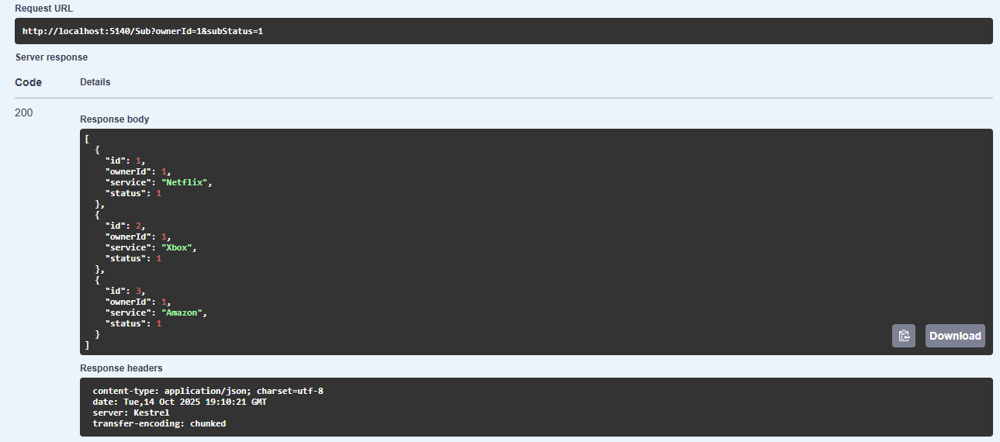 Request URL
http://localhost:5140/Sub?ownerId=1&subStatus=1
Server response
Code Details
200
Response body
[
  {
    "id": 1,
    "ownerId": 1,
    "service": "Netflix",
    "status": 1
  },
  {
    "id": 2,
    "ownerId": 1,
    "service": "Xbox",
    "status": 1
  },
  {
    "id": 3,
    "ownerId": 1,
    "service": "Amazon",
    "status": 1
  }
]
Download
Response headers
content-type: application/json; charset=utf-8
date: Tue,14 Oct 2025 19:10:21 GMT
server: Kestrel
transfer-encoding: chunked